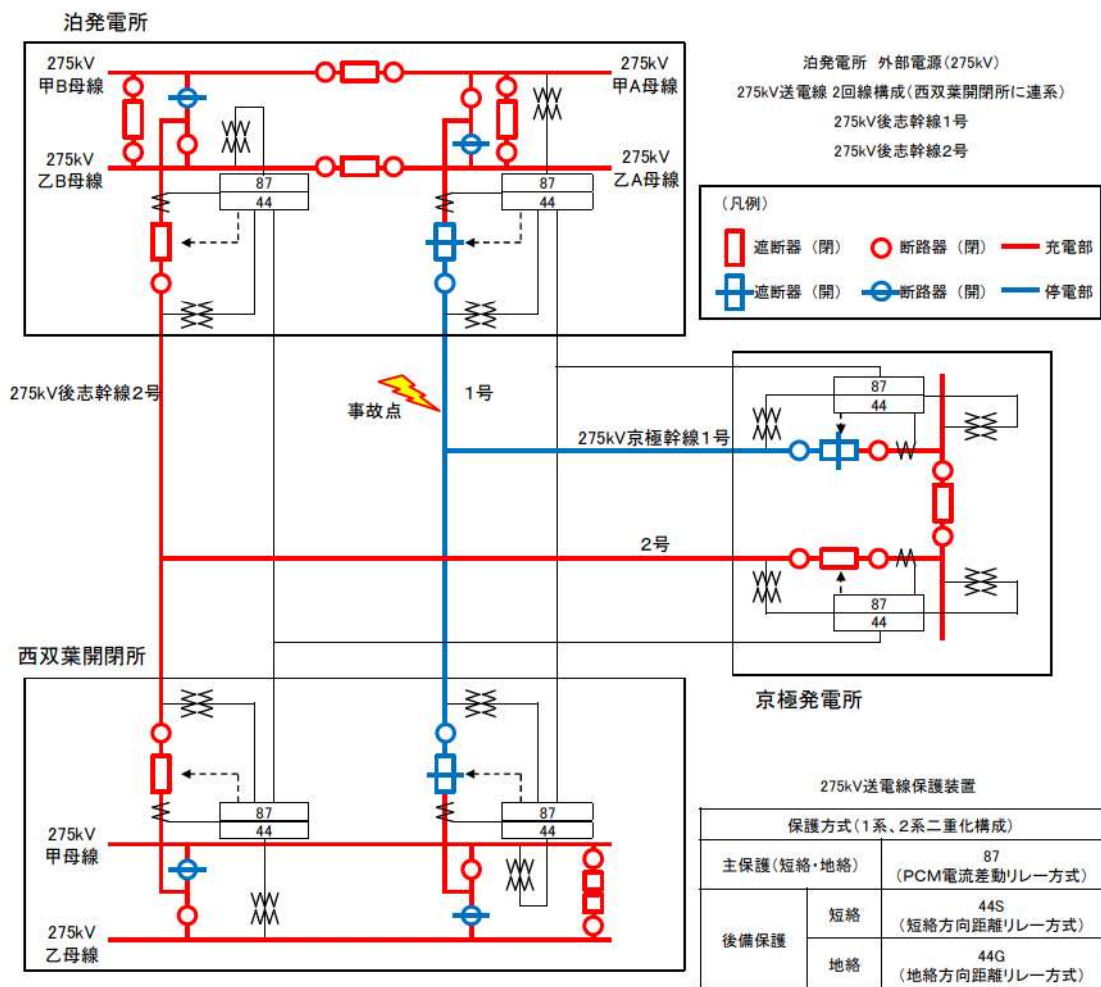 泊発電所
275kV
甲B母線
275kV
甲A母線
275kV
乙B母線
275kV
乙A母線
87
44
87
44
泊発電所 外部電源(275kV)
275kV送電線 2回線構成(西双葉開閉所に連系)
275kV後志幹線1号
275kV後志幹線2号
(凡例)
遮断器(閉)
断路器(閉)
充電部
遮断器(開)
断路器(開)
停電部
275kV後志幹線2号
事故点
1号
275kV京極幹線1号
2号
87
44
87
44
京極発電所
西双葉開閉所
87
44
87
44
275kV
甲母線
275kV
乙母線
275kV送電線保護装置
保護方式(1系、2系二重化構成)
主保護(短絡・地絡)
87
(PCM電流差動リレー方式)
後備保護
短絡
44S
(短絡方向距離リレー方式)
地絡
44G
(地絡方向距離リレー方式)